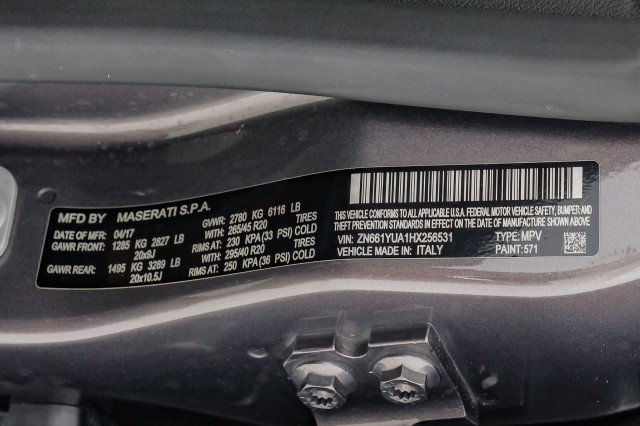 MFD BY MASERATI S.P.A.
DATE OF MFR: 04/17 GVWR: 2780 KG 6116 LB
GAWR FRONT: 1285 KG 2827 LB WITH: 265/45 R20 TIRES
20x9J RIMS AT: 230 KPA (33 PSI) COLD
GAWR REAR: 1495 KG 3289 LB WITH: 295/40 R20 TIRES
20x10.5J RIMS AT: 250 KPA (36 PSI) COLD
THIS VEHICLE CONFORMS TO ALL APPLICABLE U.S.A. FEDERAL MOTOR VEHICLE SAFETY, BUMPER, AND
THEFT PREVENTION STANDARDS IN EFFECT ON THE DATE OF MANUFACTURE SHOWN ABOVE.
VIN: ZN661YUA1HX256531 TYPE: MPV
MADE IN: ITALY PAINT: 571